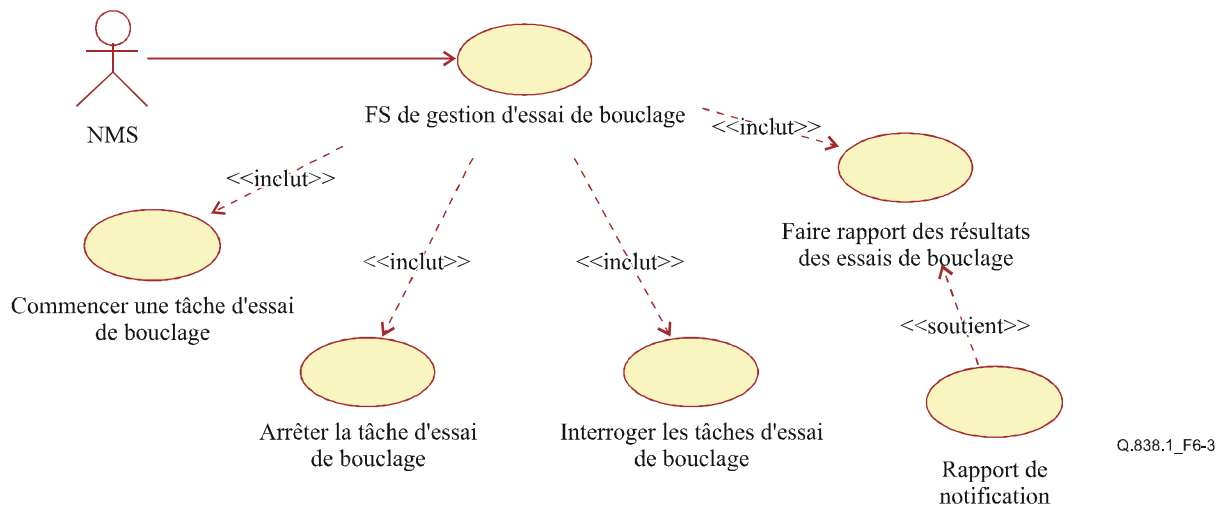 NMS
FS de gestion d'essai de bouclage
<<inclut>>
<<inclut>>
<<inclut>>
<<inclut>>
Commencer une tâche d'essai
de bouclage
Arrêter la tâche d'essai
de bouclage
Interroger les tâches d'essai
de bouclage
Faire rapport des résultats
des essais de bouclage
<<soutient>>
Rapport de
notification
Q.838.1_F6-3